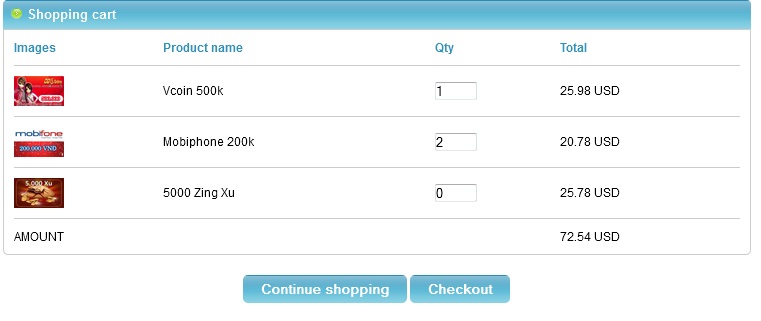 Shopping cart
Images Product name Qty Total
Vcoin 500k 1 25.98 USD
mobifone
200.000 VND
Mobiphone 200k 2 20.78 USD
5.000 Xu
5000 Zing Xu 0 25.78 USD
AMOUNT 72.54 USD
Continue shopping Checkout